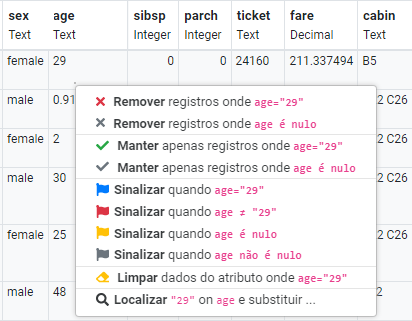 sex age sibsp parch ticket fare cabin
Text Text Integer Integer Text Decimal Text
female 29 0 0 24160 211.337494 B5
male 0.91 2 C26
Remover registros onde age="29"
Remover registros onde age é nulo
female 2 2 C26
Manter apenas registros onde age="29"
Manter apenas registros onde age é nulo
male 30 2 C26
Sinalizar quando age="29"
Sinalizar quando age ≠ "29"
female 25 2 C26
Sinalizar quando age é nulo
Sinalizar quando age não é nulo
Limpar dados do atributo onde age="29"
male 48 2
Localizar "29" on age e substituir ...